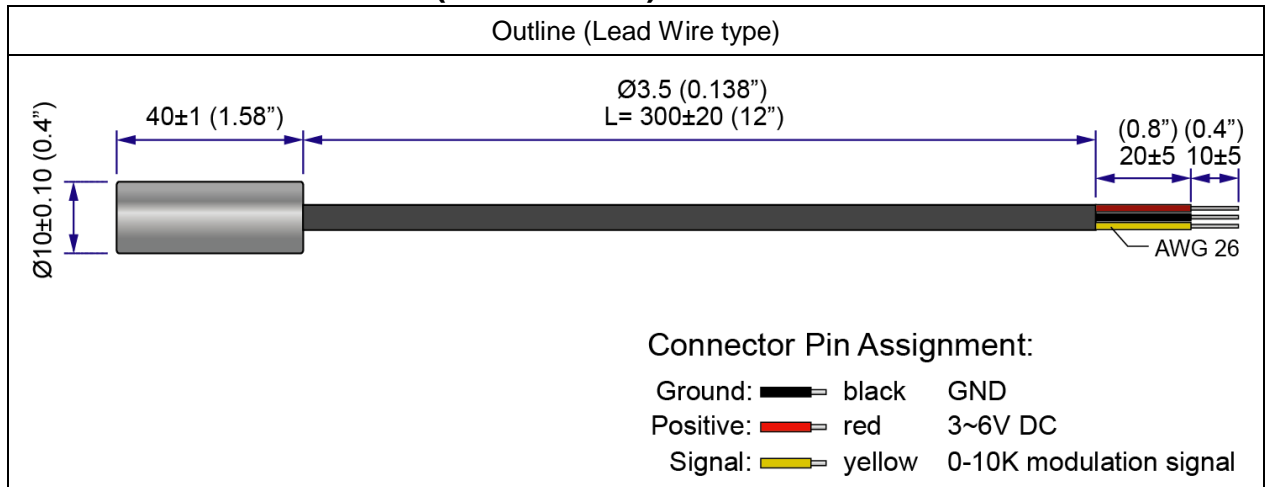 Outline (Lead Wire type)
Ø3.5 (0.138”)
40±1 (1.58”)
L= 300±20 (12”)
(0.8”) (0.4”)
20±5 10±5
Ø10±0.10 (0.4”)
AWG 26
Connector Pin Assignment:
Ground: black GND
Positive: red 3~6V DC
Signal: yellow 0-10K modulation signal